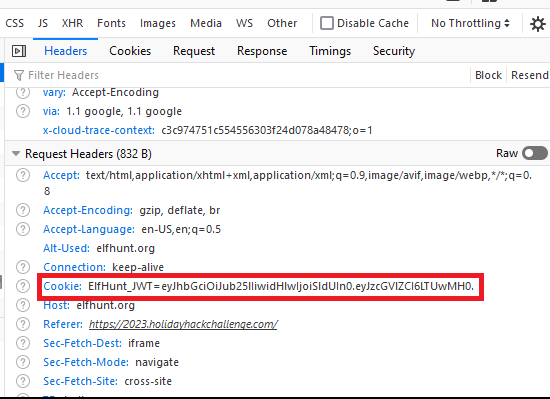 CSS JS XHR Fonts Images Media WS Other Disable Cache No Throttling
Headers Cookies Request Response Timings Security
Filter Headers Block Resend
vary: Accept-Encoding
via: 1.1 google, 1.1 google
x-cloud-trace-context: c3c974751c554556303f24d078a48478;o=1
Request Headers (832 B) Raw
Accept: text/html,application/xhtml+xml,application/xml;q=0.9,image/avif,image/webp,*/*;q=0.
8
Accept-Encoding: gzip, deflate, br
Accept-Language: en-US,en;q=0.5
Alt-Used: elfhunt.org
Connection: keep-alive
Cookie: ElfHunt_JWT=eyJhbGciOiJub25lIiwidHlwIjoiSldUIn0.eyJzcGVlZCI6LTUwMH0.
Host: elfhunt.org
Referer: https://2023.holidayhackchallenge.com/
Sec-Fetch-Dest: iframe
Sec-Fetch-Mode: navigate
Sec-Fetch-Site: cross-site